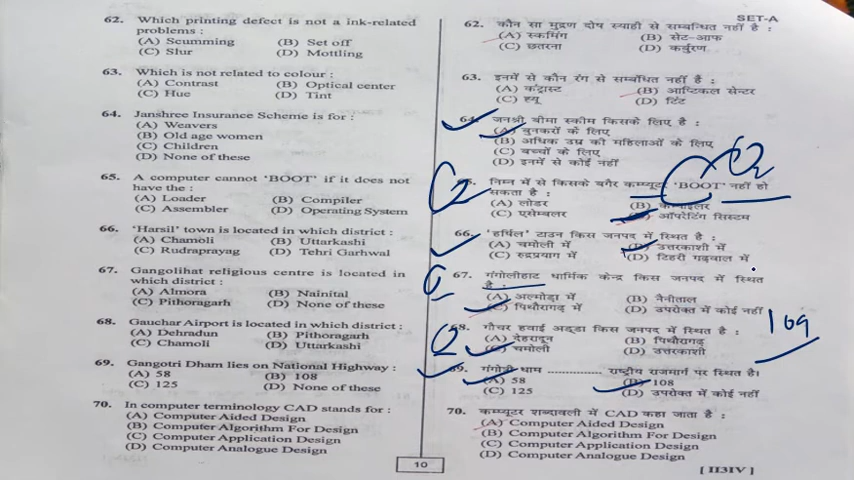 62. Which printing defect is not a ink-related
problems :
(A) Scumming (B) Set off
(C) Slur (D) Mottling
63. Which is not related to colour :
(A) Contrast (B) Optical center
(C) Hue (D) Tint
64. Janshree Insurance Scheme is for :
(A) Weavers
(B) Old age women
(C) Children
(D) None of these
65. A computer cannot 'BOOT' if it does not
have the :
(A) Loader (B) Compiler
(C) Assembler (D) Operating System
66. 'Harsil' town is located in which district :
(A) Chamoli (B) Uttarkashi
(C) Rudraprayag (D) Tehri Garhwal
67. Gangolihat religious centre is located in
which district :
(A) Almora (B) Nainital
(C) Pithoragarh (D) None of these
68. Gauchar Airport is located in which district :
(A) Dehradun (B) Pithoragarh
(C) Chamoli (D) Uttarkashi
69. Gangotri Dham lies on National Highway :
(A) 58 (B) 108
(C) 125 (D) None of these
70. In computer terminology CAD stands for :
(A) Computer Aided Design
(B) Computer Algorithm For Design
(C) Computer Application Design
(D) Computer Analogue Design
SET-A
62. कौन सा मुद्रण दोष स्याही से सम्बन्धित नहीं है :
(A) स्कमिंग (B) सेट-आफ
(C) छतरना (D) कर्बुरण
63. इनमें से कौन रंग से सम्बंधित नहीं है :
(A) कंट्रास्ट (B) आप्टिकल सेन्टर
(C) ह्यू (D) टिंट
64. जनश्री बीमा स्कीम किसके लिए है :
(A) बुनकरों के लिए
(B) अधिक उम्र की महिलाओं के लिए
(C) बच्चों के लिए
(D) इनमें से कोई नहीं
निम्न में से किसके बगैर कम्प्यूटर 'BOOT' नहीं हो
सकता है :
(A) लोडर (B) कम्पाइलर
(C) एसेम्बलर ऑपरेटिंग सिस्टम
66. 'हर्षिल' टाउन किस जनपद में स्थित है :
(A) चमोली में (B) उत्तरकाशी में
(C) रुद्रप्रयाग में (D) टिहरी गढ़वाल में
67. गंगोलीहाट धार्मिक केन्द्र किस जनपद में स्थित
है :
(A) अल्मोड़ा में (B) नैनीताल
(C) पिथौरागढ़ में (D) उपरोक्त में कोई नहीं
68. गौचर हवाई अड्डा किस जनपद में स्थित है :
(A) देहरादून (B) पिथौरागढ़
(C) चमोली (D) उत्तरकाशी
109
69. गंगोत्री धाम ................ राष्ट्रीय राजमार्ग पर स्थित है।
(A) 58 (B) 108
(C) 125 (D) उपरोक्त में कोई नहीं
70. कम्प्यूटर शब्दावली में CAD कहा जाता है :
(A) Computer Aided Design
(B) Computer Algorithm For Design
(C) Computer Application Design
(D) Computer Analogue Design
10
[ II3IV ]